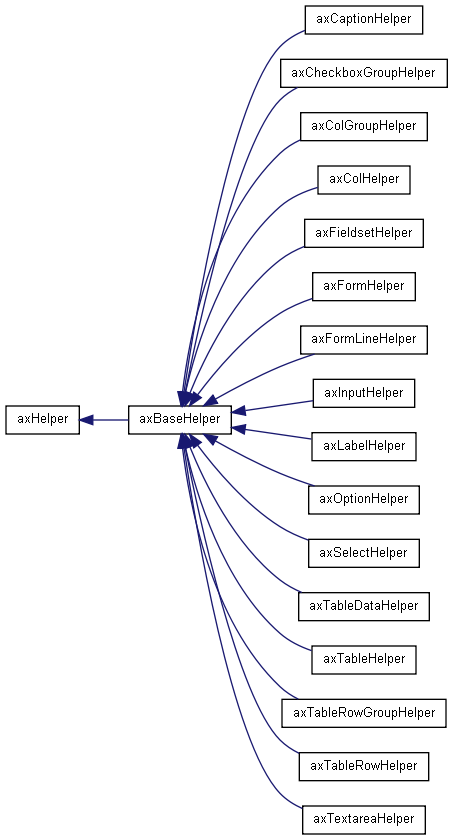 axCaptionHelper
axCheckboxGroupHelper
axColGroupHelper
axColHelper
axFieldsetHelper
axFormHelper
axFormLineHelper
axInputHelper
axHelper
axBaseHelper
axLabelHelper
axOptionHelper
axSelectHelper
axTableDataHelper
axTableHelper
axTableRowGroupHelper
axTableRowHelper
axTextareaHelper